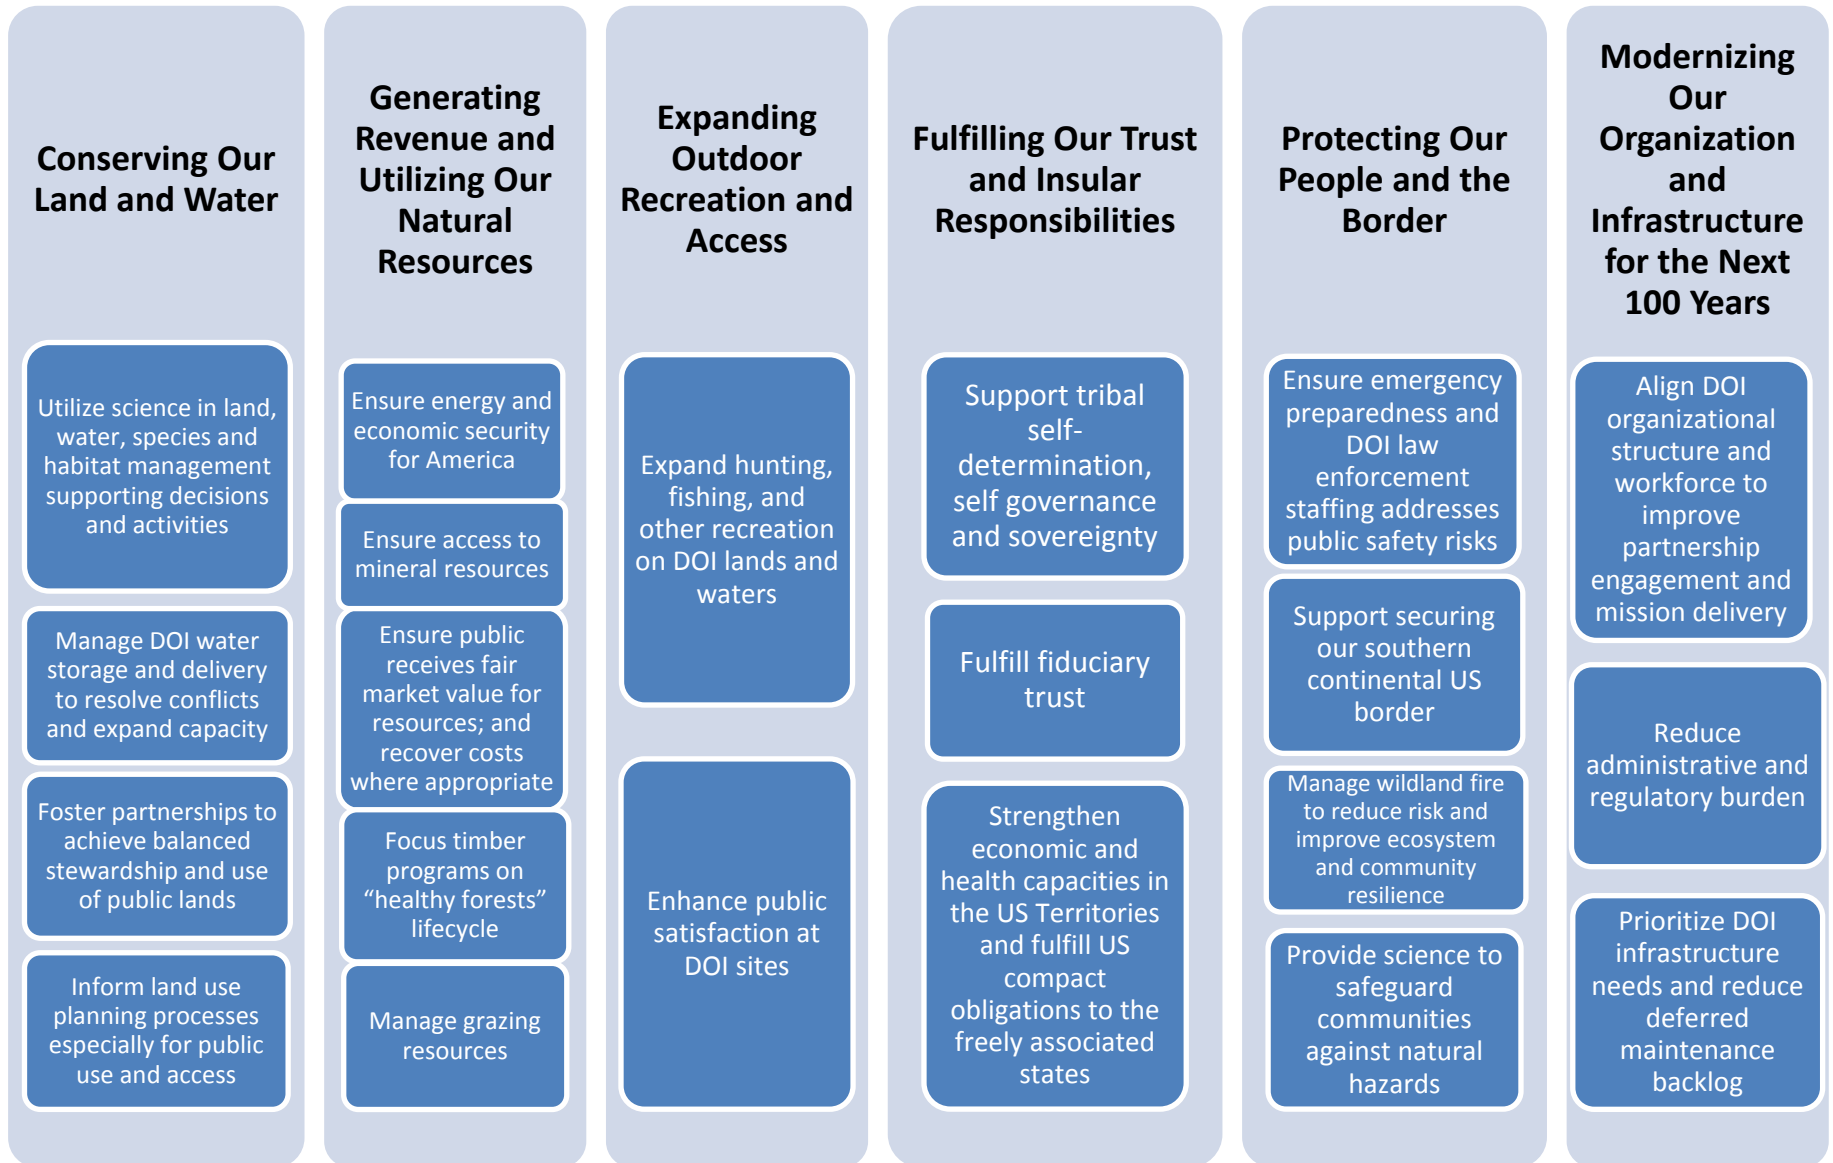 Conserving Our
Land and Water
Utilize science in land,
water, species and
habitat management
supporting decisions
and activities
Manage DOI water
storage and delivery
to resolve conflicts
and expand capacity
Foster partnerships to
achieve balanced
stewardship and use
of public lands
Inform land use
planning processes
especially for public
use and access
Generating
Revenue and
Utilizing Our
Natural
Resources
Ensure energy and
economic security
for America
Ensure access to
mineral resources
Ensure public
receives fair
market value for
resources; and
recover costs
where appropriate
Focus timber
programs on
“healthy forests”
lifecycle
Manage grazing
resources
Expanding
Outdoor
Recreation and
Access
Expand hunting,
fishing, and
other recreation
on DOI lands and
waters
Enhance public
satisfaction at
DOI sites
Fulfilling Our Trust
and Insular
Responsibilities
Support tribal
self-
determination,
self governance
and sovereignty
Fulfill fiduciary
trust
Strengthen
economic and
health capacities in
the US Territories
and fulfill US
compact
obligations to the
freely associated
states
Protecting Our
People and the
Border
Ensure emergency
preparedness and
DOI law
enforcement
staffing addresses
public safety risks
Support securing
our southern
continental US
border
Manage wildland fire
to reduce risk and
improve ecosystem
and community
resilience
Provide science to
safeguard
communities
against natural
hazards
Modernizing
Our
Organization
and
Infrastructure
for the Next
100 Years
Align DOI
organizational
structure and
workforce to
improve
partnership
engagement and
mission delivery
Reduce
administrative and
regulatory burden
Prioritize DOI
infrastructure
needs and reduce
deferred
maintenance
backlog